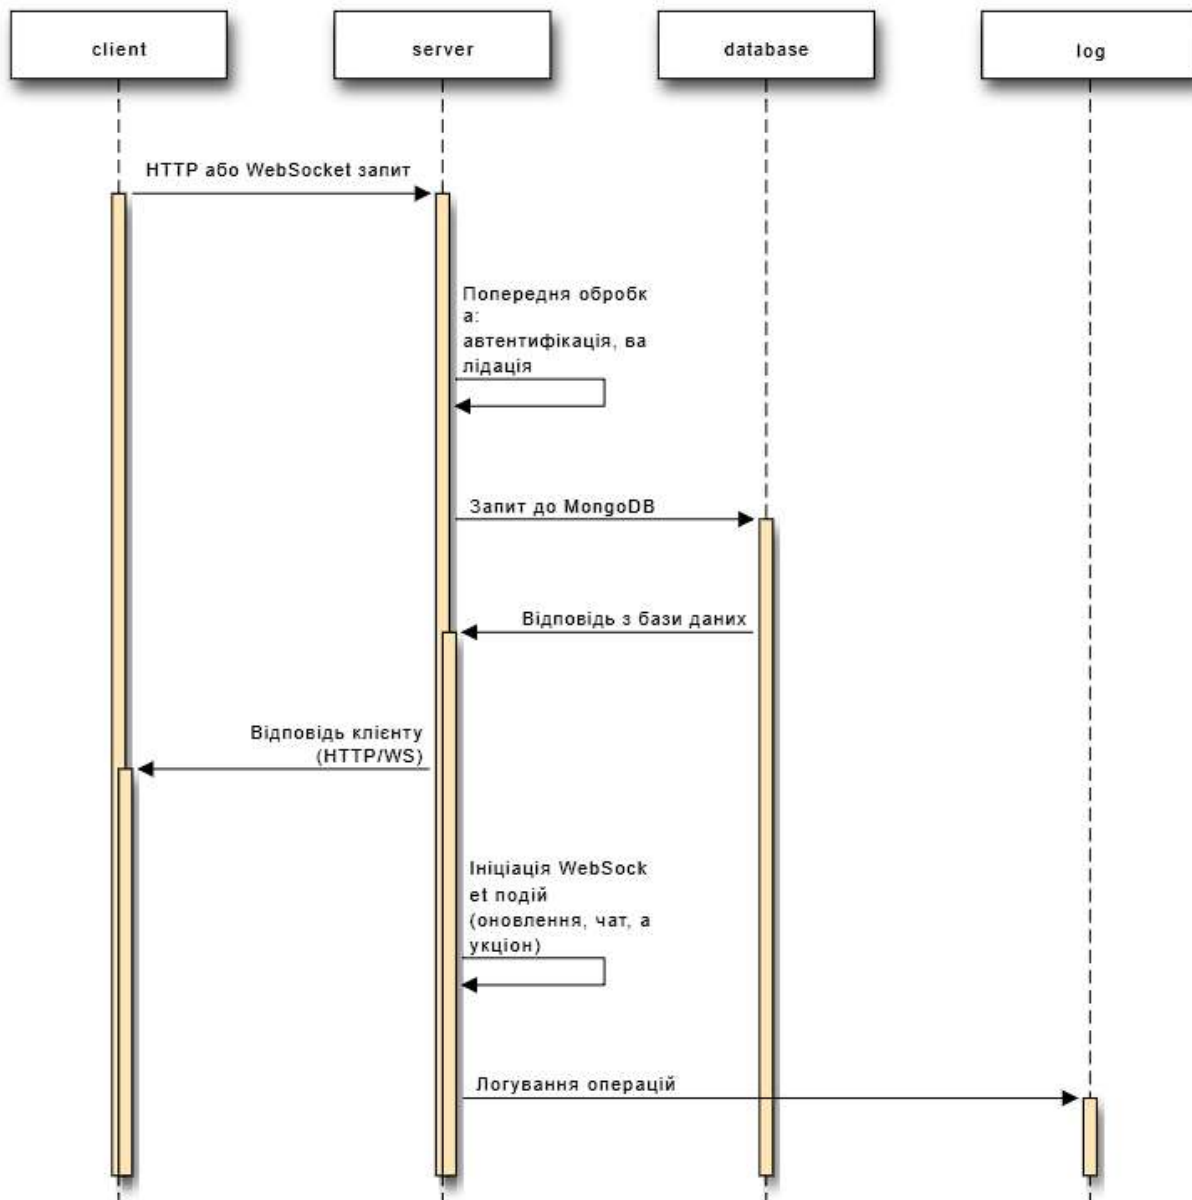 client
server
database
log
HTTP або WebSocket запит
Попередня обробк
а:
автентифікація, ва
лідація
Запит до MongoDB
Відповідь з бази даних
Відповідь клієнту
(HTTP/WS)
Ініціація WebSock
et подій
(оновлення, чат, а
укціон)
Логування операцій